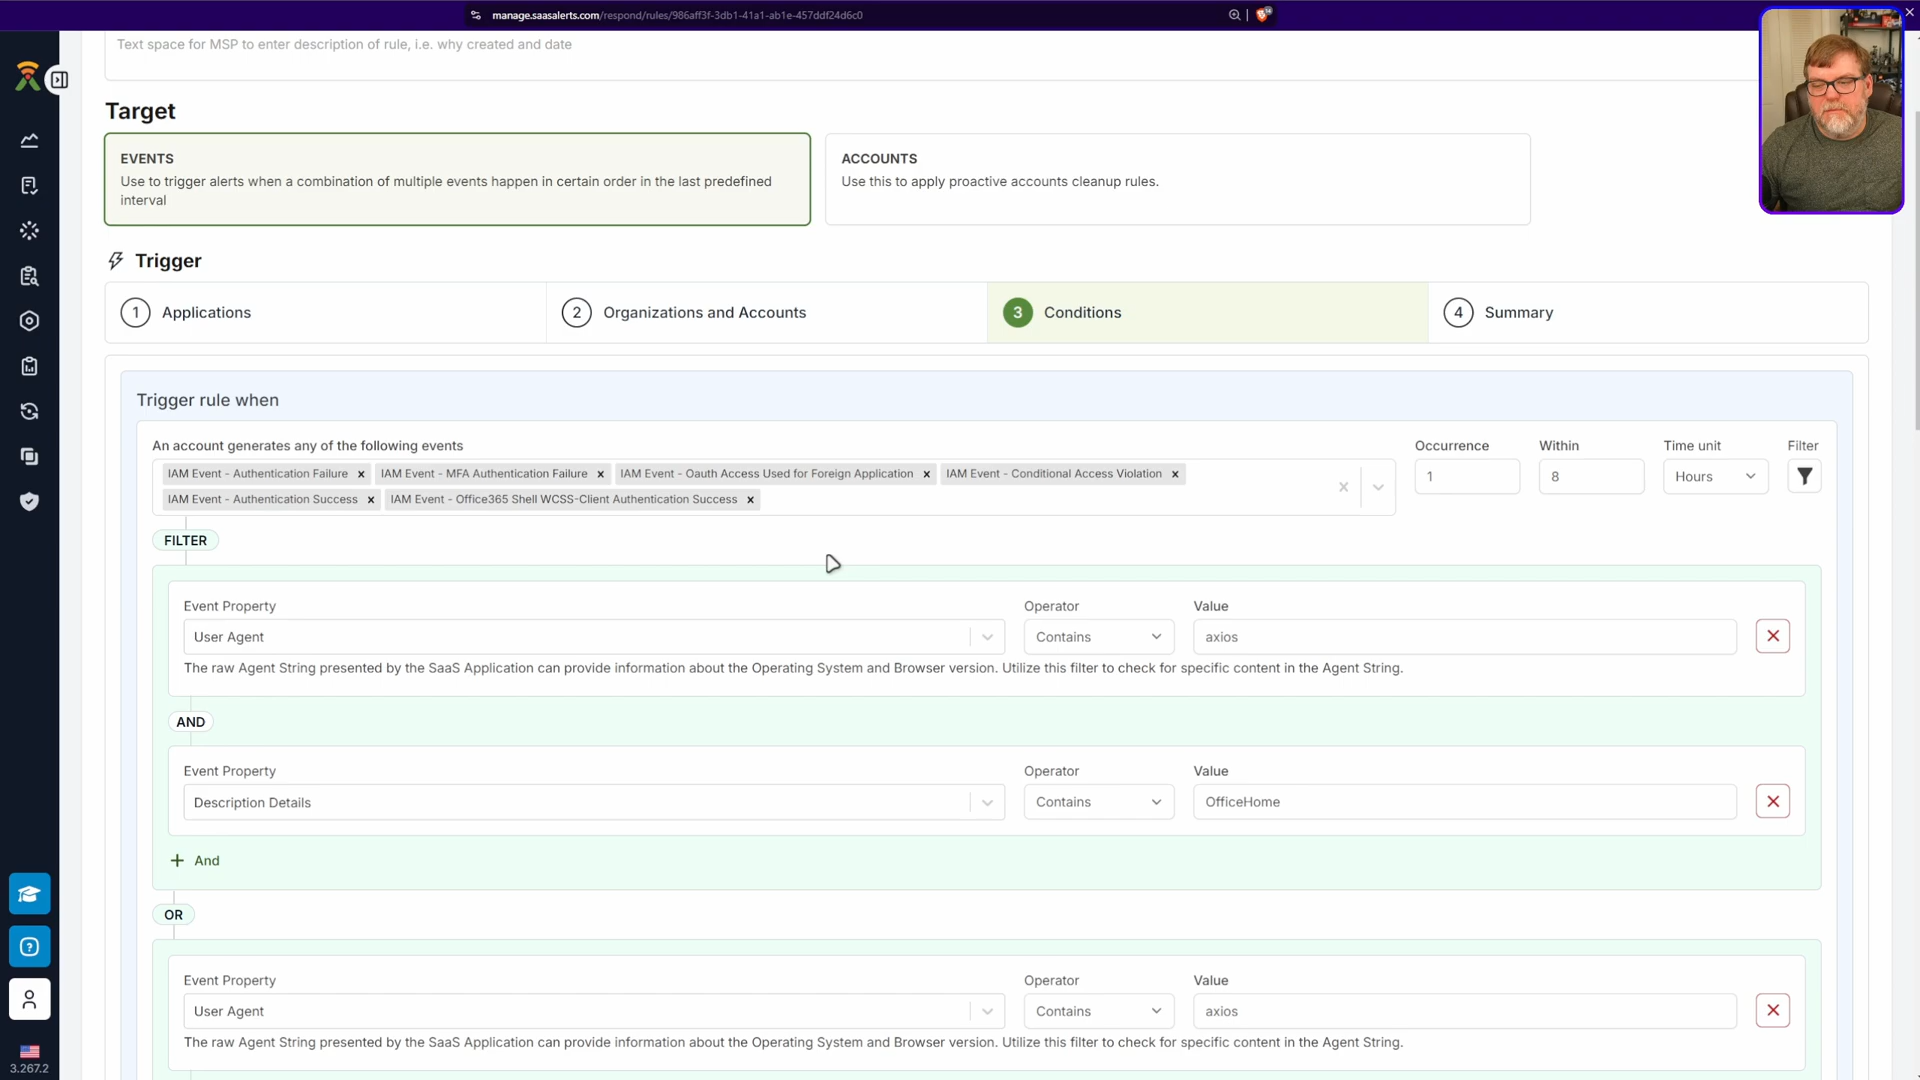 manage.saasalerts.com/respond/rules/986aff3f-3db1-41a1-ab1e-457ddf24d6c0
Text space for MSP to enter description of rule, i.e. why created and date
Target
EVENTS
Use to trigger alerts when a combination of multiple events happen in certain order in the last predefined
interval
ACCOUNTS
Use this to apply proactive accounts cleanup rules.
Trigger
1 Applications
2 Organizations and Accounts
3 Conditions
4 Summary
Trigger rule when
An account generates any of the following events
Occurrence
Within
Time unit
Filter
IAM Event - Authentication Failure
IAM Event - MFA Authentication Failure
IAM Event - Oauth Access Used for Foreign Application
IAM Event - Conditional Access Violation
IAM Event - Authentication Success
IAM Event - Office365 Shell WCSS-Client Authentication Success
1
8
Hours
FILTER
Event Property
Operator
Value
User Agent
Contains
axios
The raw Agent String presented by the SaaS Application can provide information about the Operating System and Browser version. Utilize this filter to check for specific content in the Agent String.
AND
Event Property
Operator
Value
Description Details
Contains
OfficeHome
+ And
OR
Event Property
Operator
Value
User Agent
Contains
axios
The raw Agent String presented by the SaaS Application can provide information about the Operating System and Browser version. Utilize this filter to check for specific content in the Agent String.
3.267.2